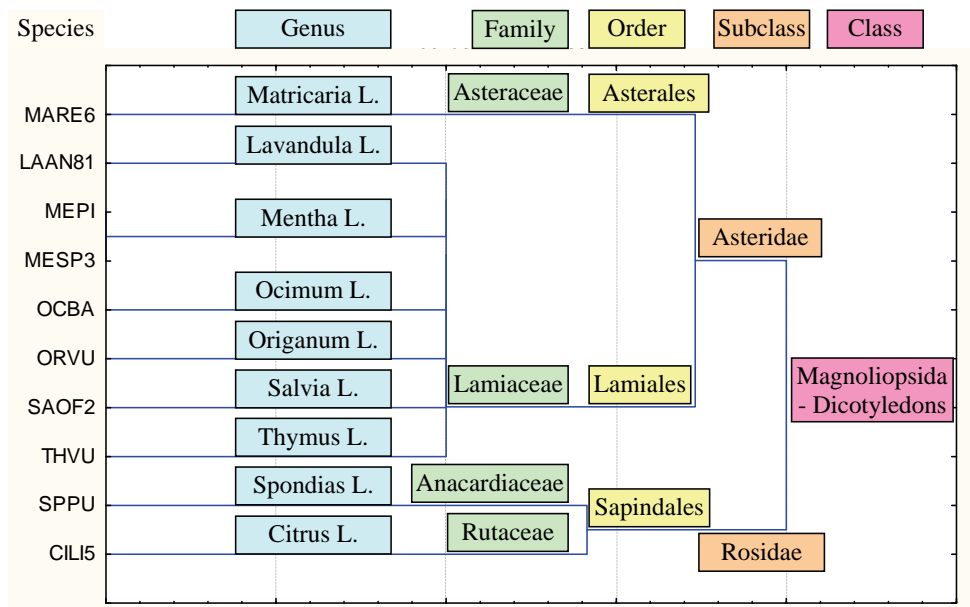 Species
Genus
Family
Order
Subclass
Class
MARE6
Matricaria L.
Asteraceae
Asterales
LAAN81
Lavandula L.
MEPI
Mentha L.
Asteridae
MESP3
OCBA
Ocimum L.
ORVU
Origanum L.
SAOF2
Salvia L.
Lamiaceae
Lamiales
Magnoliopsida
- Dicotyledons
THVU
Thymus L.
SPPU
Spondias L.
Anacardiaceae
Sapindales
CILI5
Citrus L.
Rutaceae
Rosidae